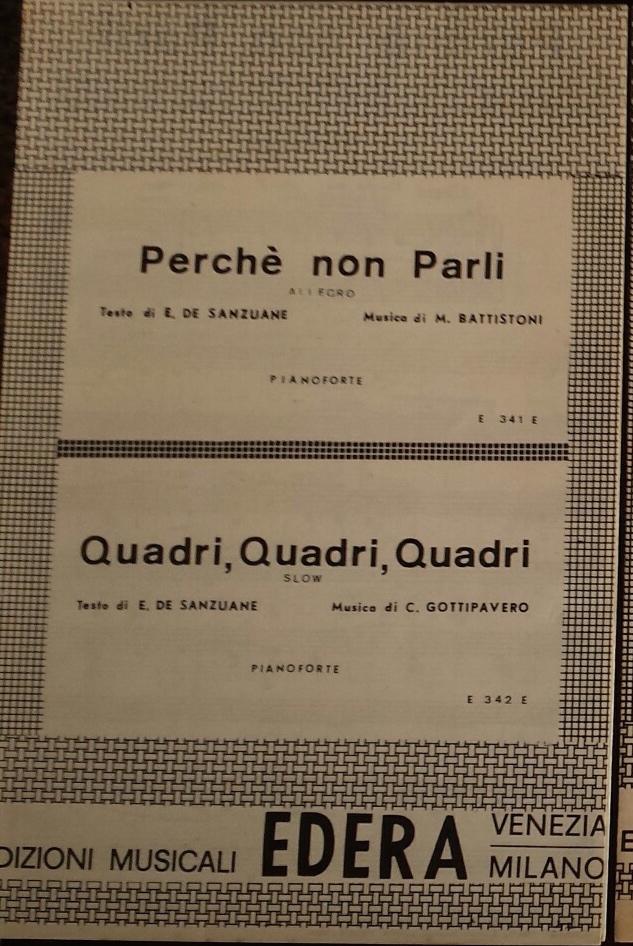 Perchè non Parli
ALLEGRO
Testo di E. DE SANZUANE Musica di M. BATTISTONI
PIANOFORTE
E 341 E
Quadri, Quadri, Quadri
SLOW
Testo di E. DE SANZUANE Musica di C. GOTTIPAVERO
PIANOFORTE
E 342 E
DIZIONI MUSICALI EDERA VENEZIA
MILANO
E